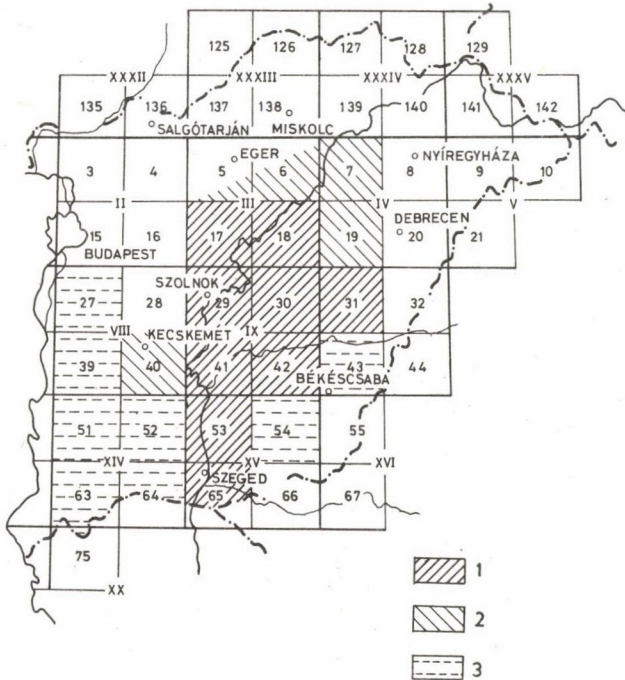 125 126 127 128 129
XXXII XXXIII XXXIV XXXV
135 136 137 138 139 140 141 142
SALGÓTARJÁN MISKOLC
EGER NYÍREGYHÁZA
3 4 5 6 7 8 9 10
II III IV V
DEBRECEN
15 16 17 18 19 20 21
BUDAPEST
SZOLNOK
27 28 29 30 31 32
VIII KECSKEMÉT IX
39 40 41 42 43 44
BÉKÉSCSABA
51 52 53 54 55
XIV XV XVI
SZEGED
63 64 65 66 67
75
XX
1
2
3